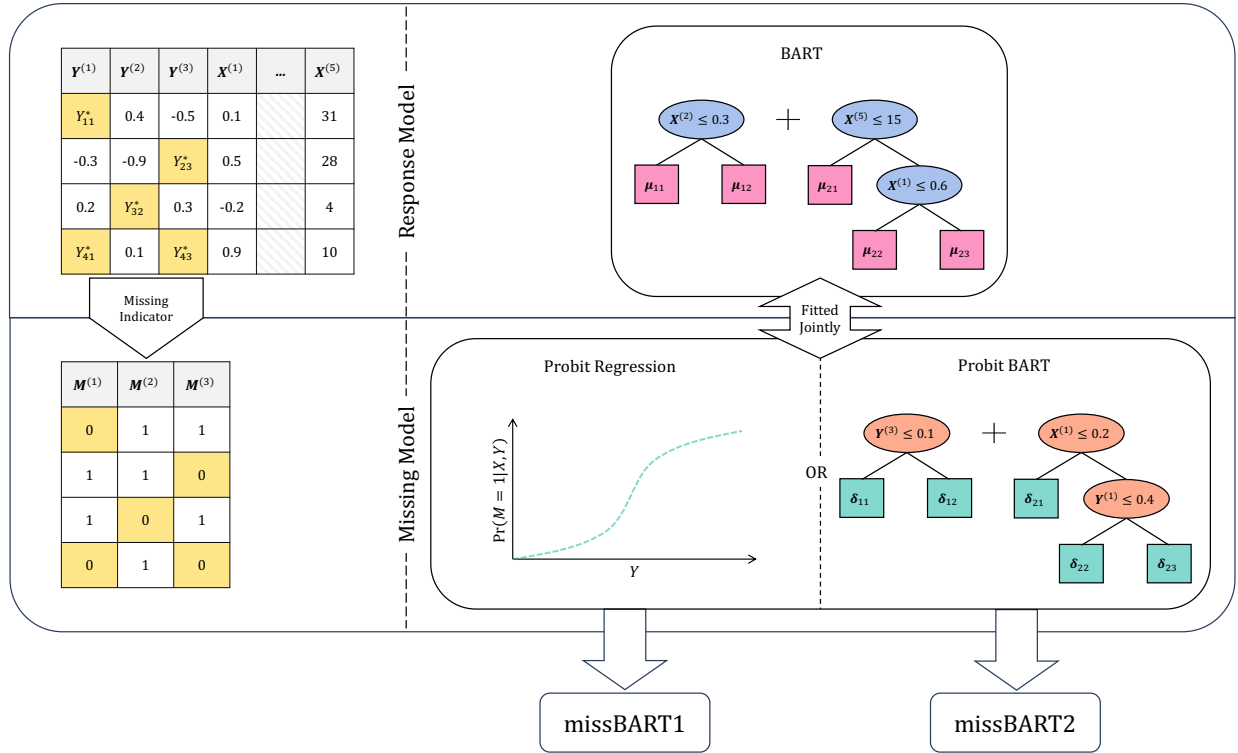 Y(1) Y(2) Y(3) X(1) ... X(5)
Y*11 0.4 -0.5 0.1 31
-0.3 -0.9 Y*23 0.5 28
0.2 Y*32 0.3 -0.2 4
Y*41 0.1 Y*43 0.9 10
Response Model
BART
X(2) ≤ 0.3 + X(5) ≤ 15
μ11 μ12 μ21 X(1) ≤ 0.6
μ22 μ23
Missing
Indicator
Fitted
Jointly
M(1) M(2) M(3)
0 1 1
1 1 0
1 0 1
0 1 0
Missing Model
Probit Regression
Pr(M = 1|X,Y)
Y
OR
Probit BART
Y(3) ≤ 0.1 + X(1) ≤ 0.2
δ11 δ12 δ21 Y(1) ≤ 0.4
δ22 δ23
missBART1
missBART2